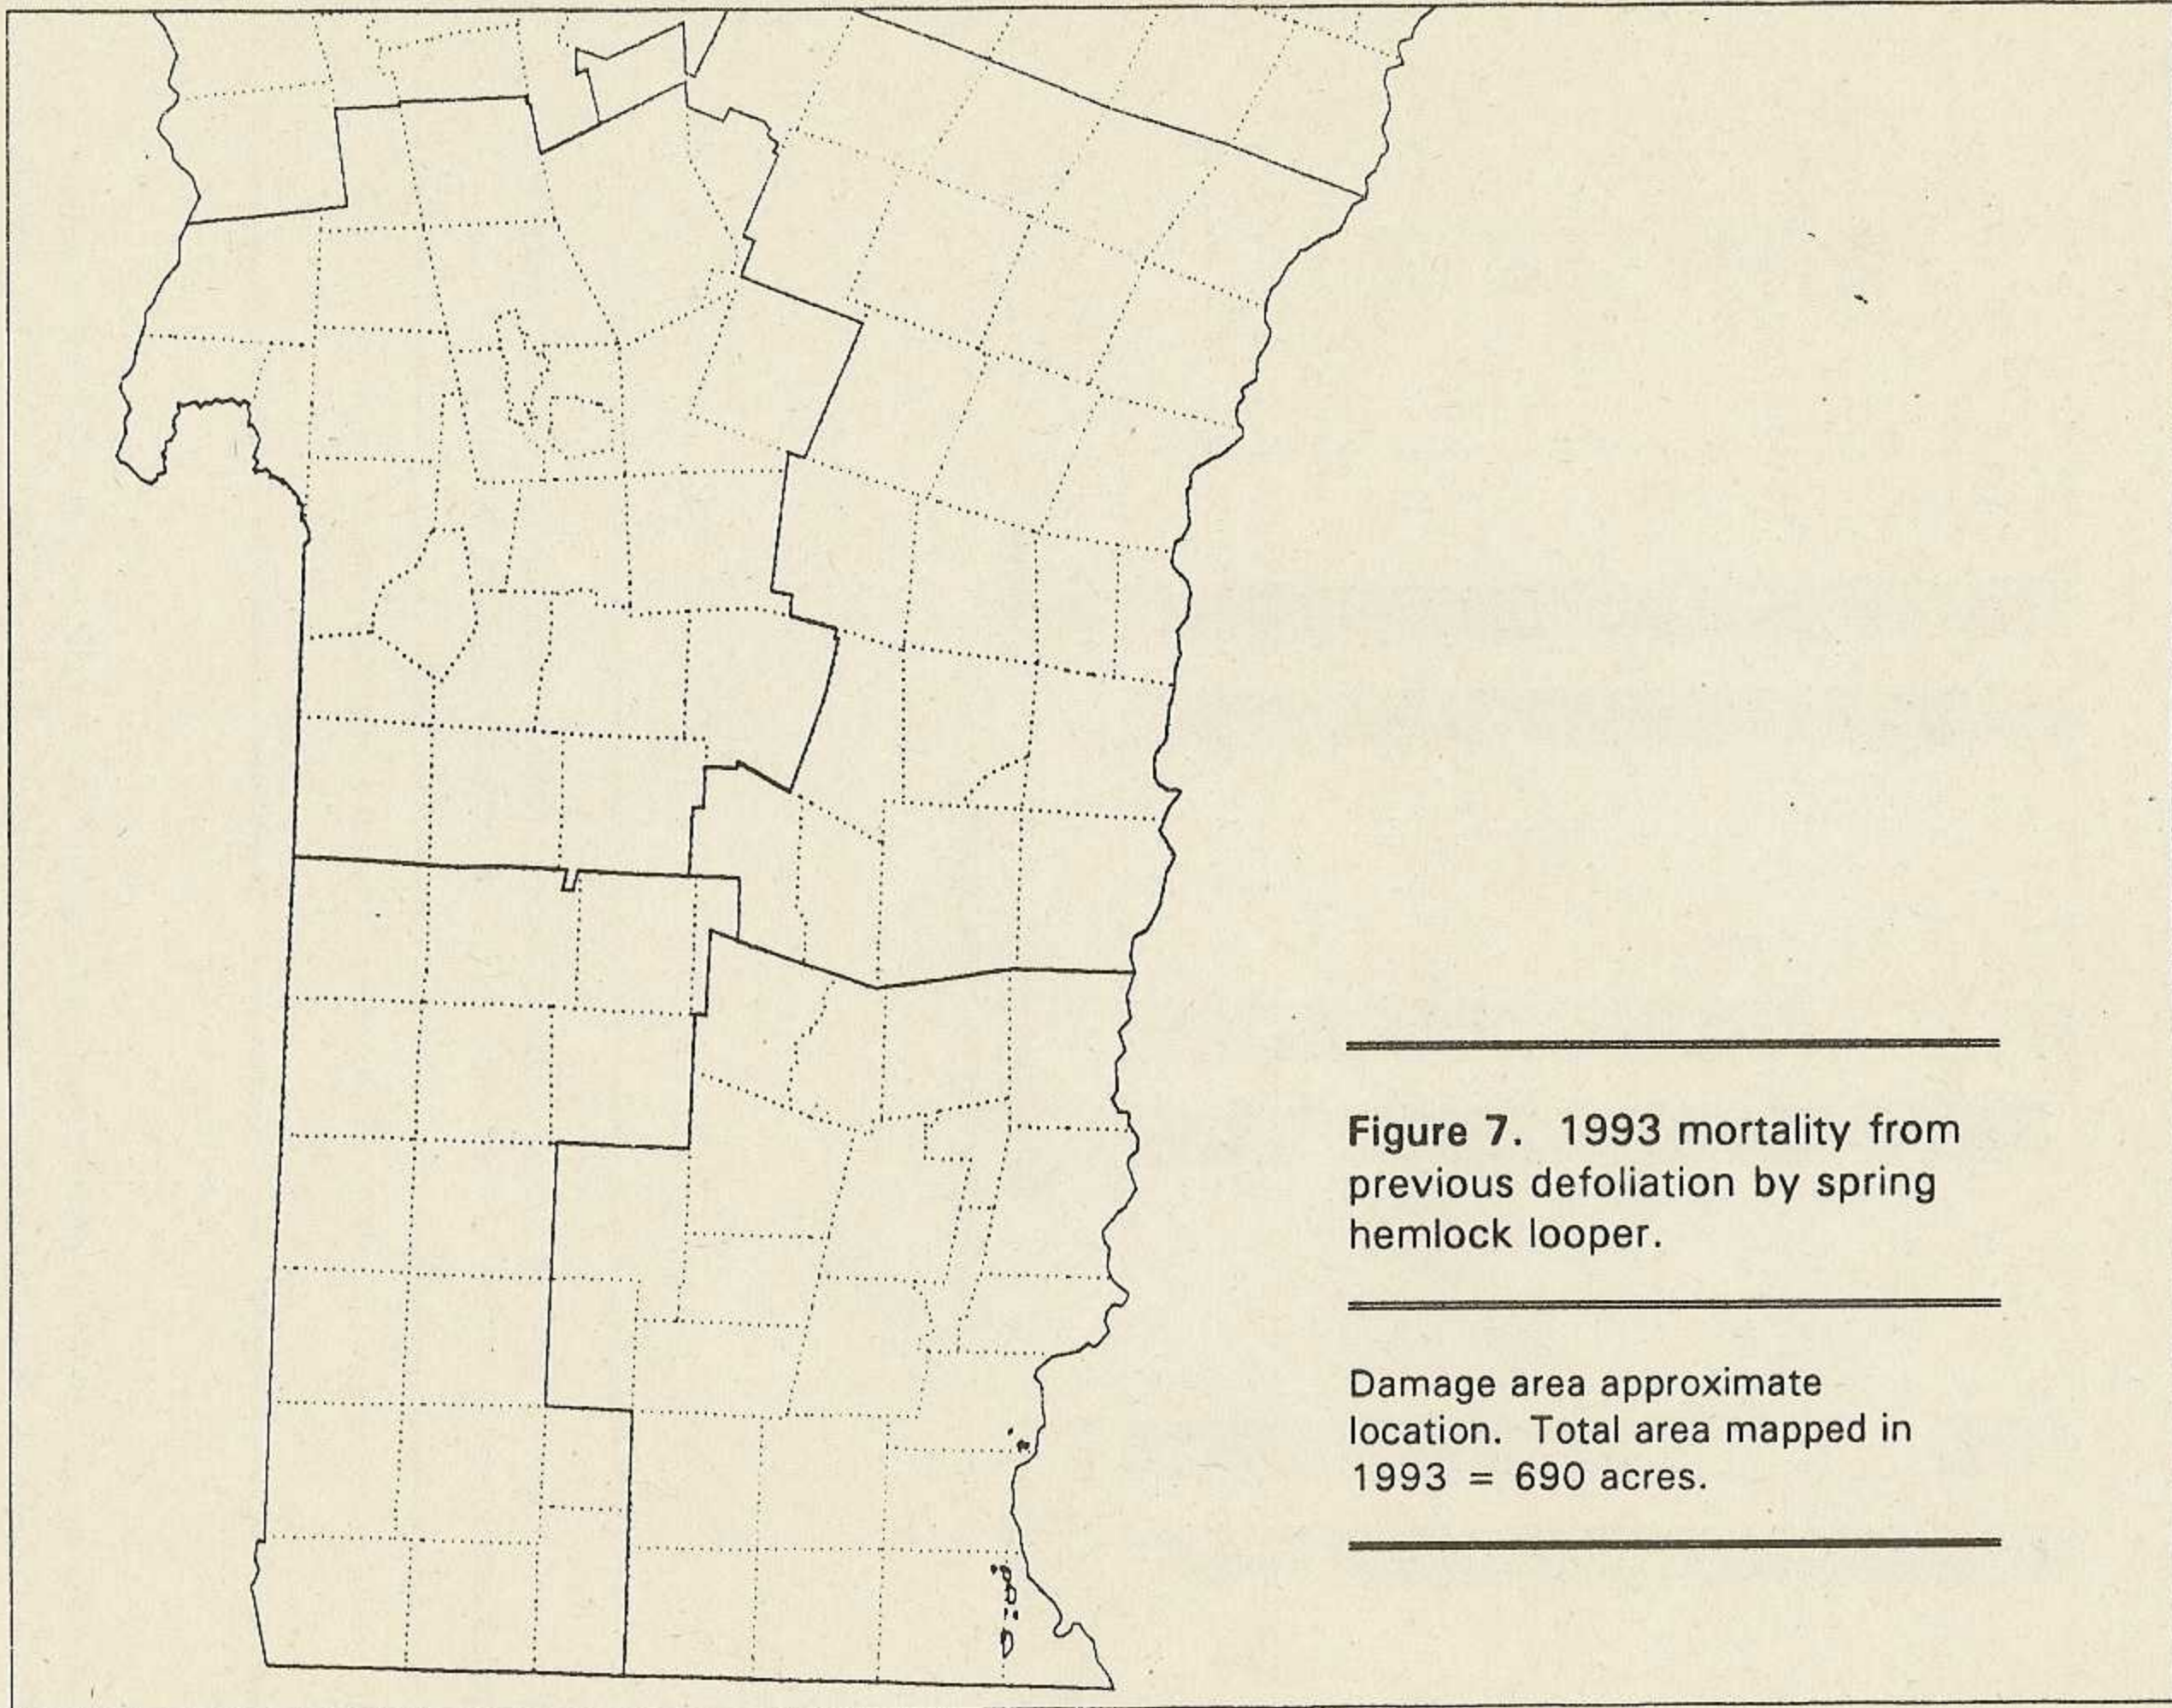 Figure 7. 1993 mortality from
previous defoliation by spring
hemlock looper.
Damage area approximate
location. Total area mapped in
1993 = 690 acres.